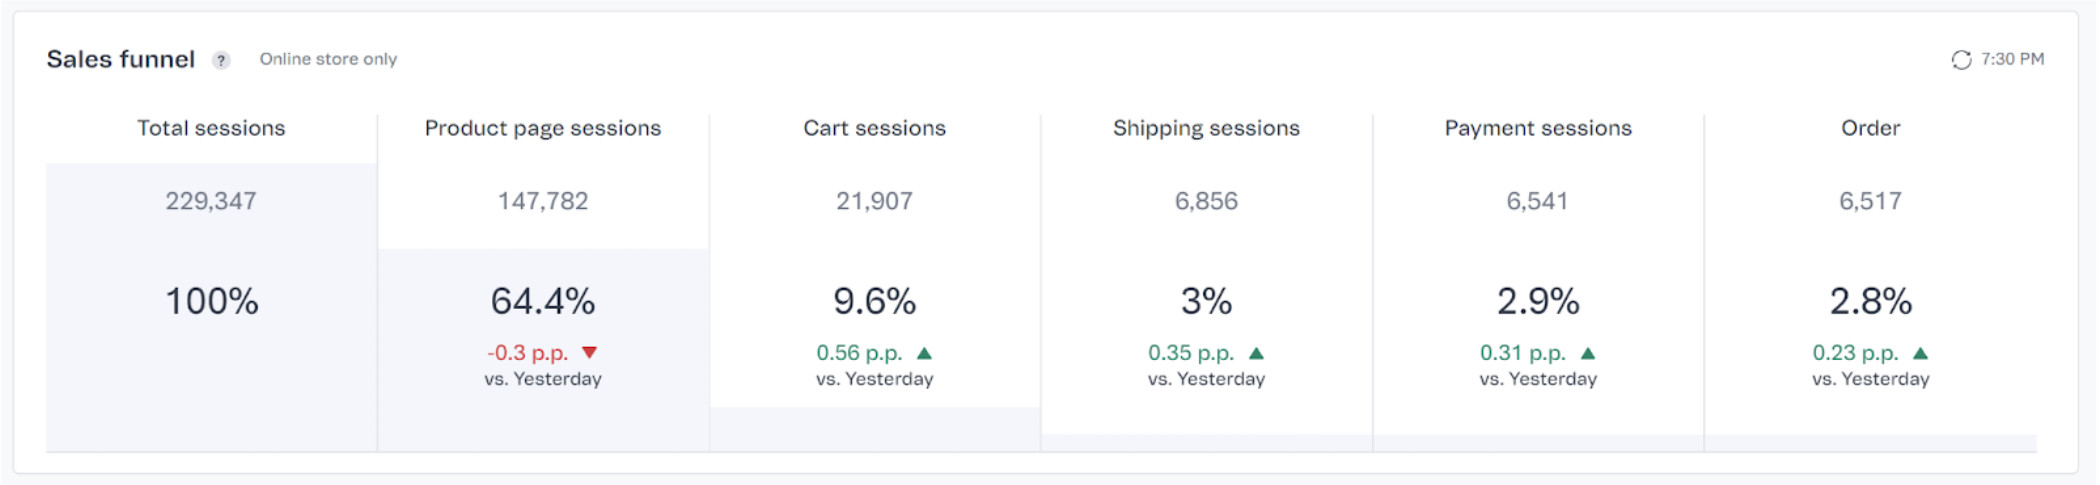 Sales funnel ? Online store only 7:30 PM
Total sessions
229,347
100%
Product page sessions
147,782
64.4%
-0.3 p.p. ▼
vs. Yesterday
Cart sessions
21,907
9.6%
0.56 p.p. ▲
vs. Yesterday
Shipping sessions
6,856
3%
0.35 p.p. ▲
vs. Yesterday
Payment sessions
6,541
2.9%
0.31 p.p. ▲
vs. Yesterday
Order
6,517
2.8%
0.23 p.p. ▲
vs. Yesterday